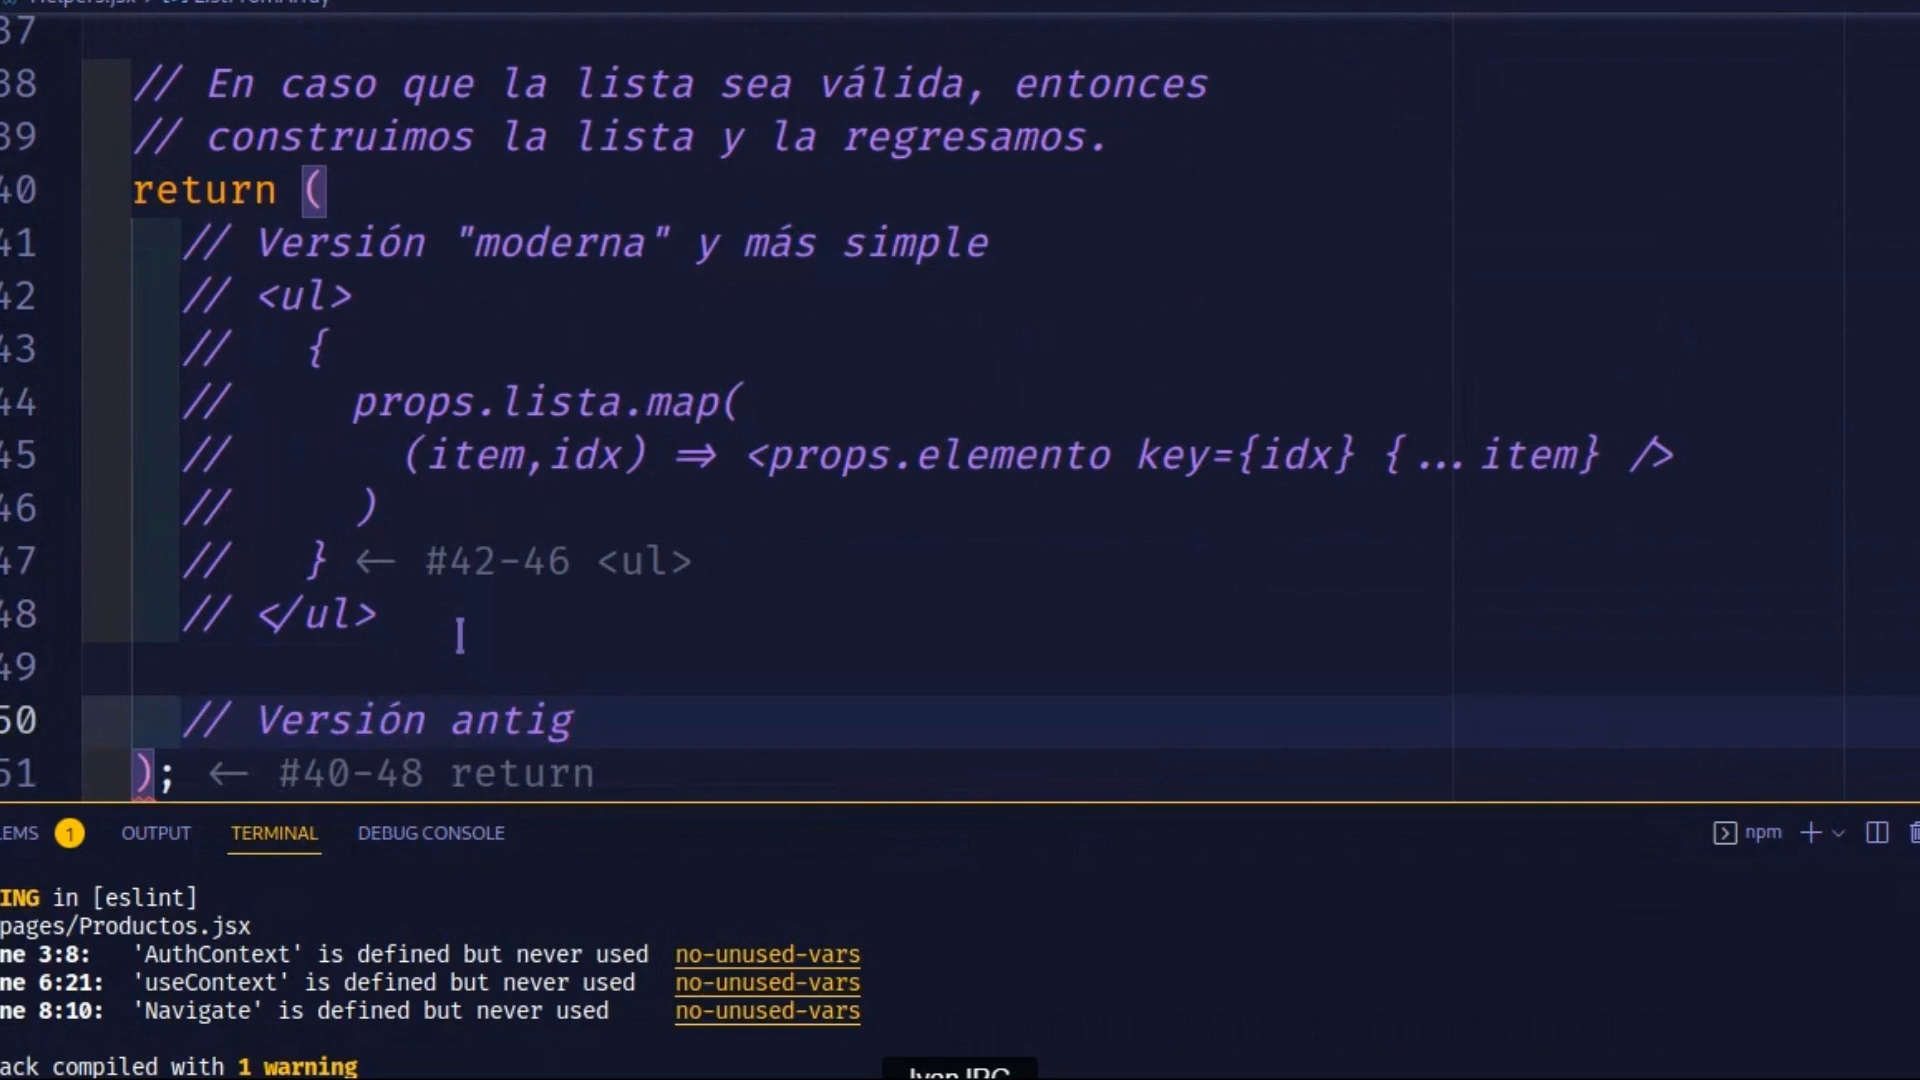 Helpers.jsx > ListFromArray
37
38 // En caso que la lista sea válida, entonces
39 // construimos la lista y la regresamos.
40 return (
41 // Versión "moderna" y más simple
42 // <ul>
43 // {
44 // props.lista.map(
45 // (item,idx) => <props.elemento key={idx} {...item} />
46 // )
47 // } <- #42-46 <ul>
48 // </ul>
49
50 // Versión antig
51 ); <- #40-48 return
LEMS 1 OUTPUT TERMINAL DEBUG CONSOLE npm
ING in [eslint]
pages/Productos.jsx
ne 3:8: 'AuthContext' is defined but never used no-unused-vars
ne 6:21: 'useContext' is defined but never used no-unused-vars
ne 8:10: 'Navigate' is defined but never used no-unused-vars
ack compiled with 1 warning